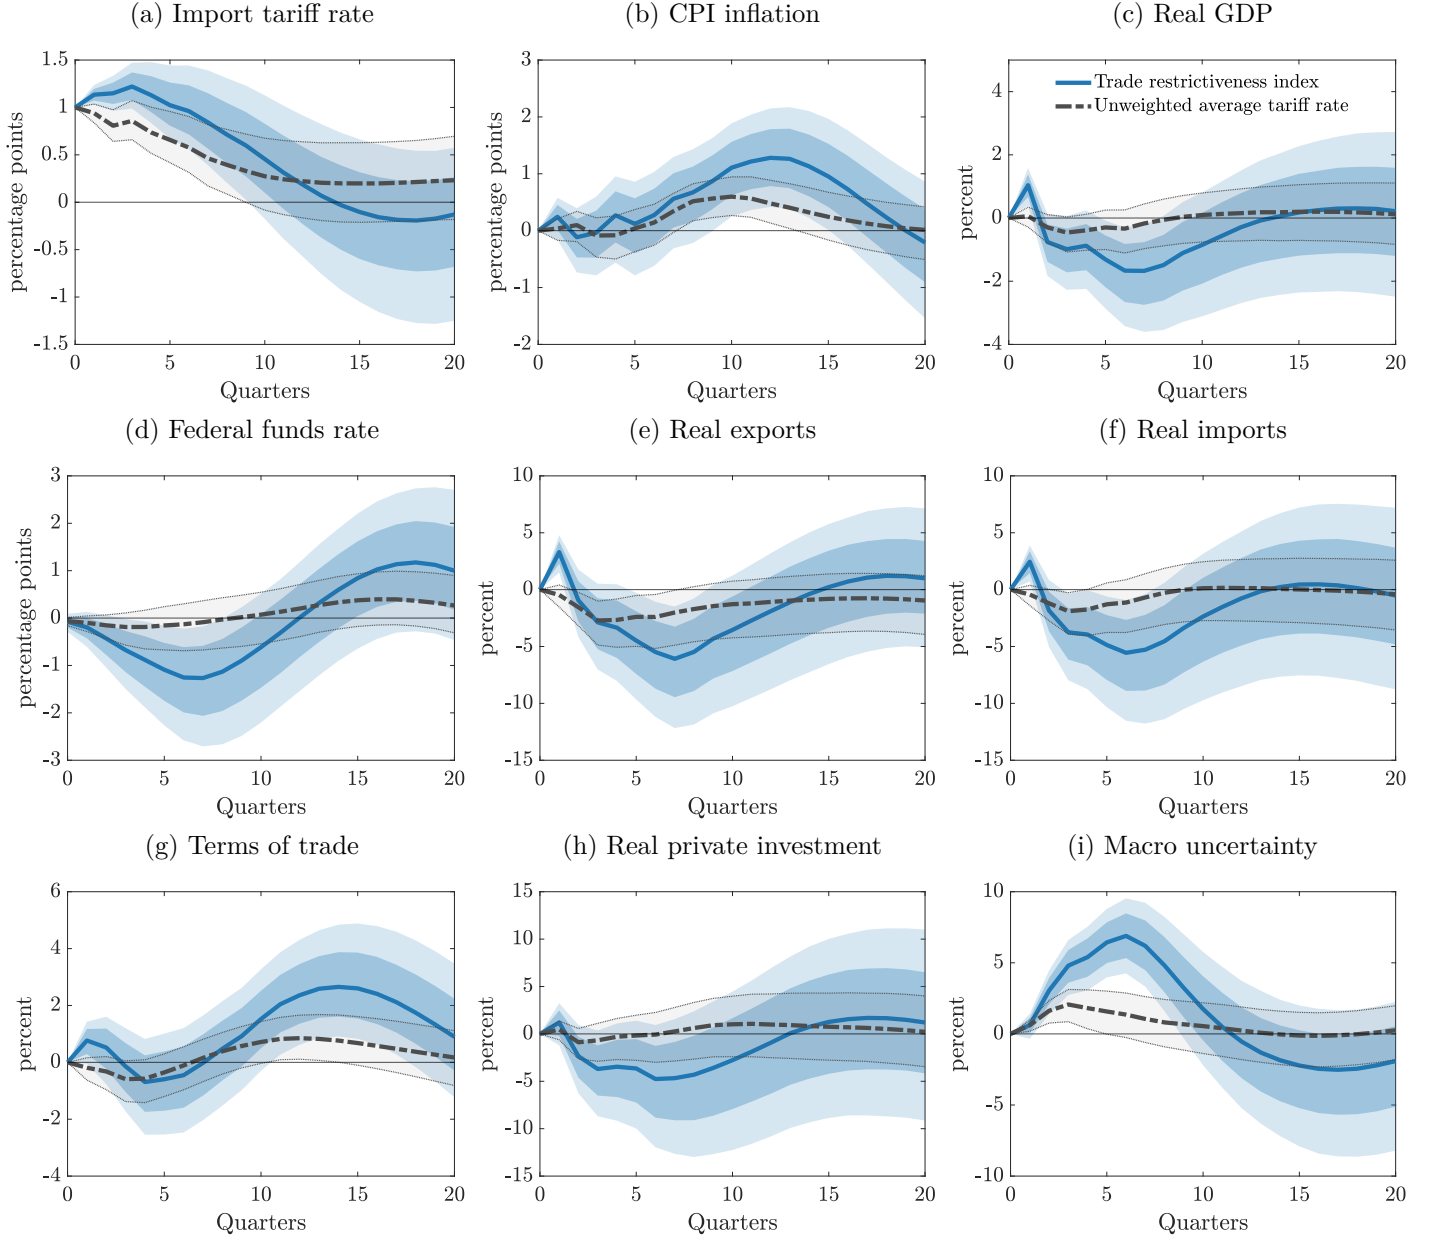 (a) Import tariff rate
(b) CPI inflation
(c) Real GDP
1.5
1
0.5
0
-0.5
-1
-1.5
percentage points
0 5 10 15 20
Quarters
3
2
1
0
-1
-2
percentage points
0 5 10 15 20
Quarters
4
2
0
-2
-4
percent
Trade restrictiveness index
Unweighted average tariff rate
0 5 10 15 20
Quarters
(d) Federal funds rate
(e) Real exports
(f) Real imports
3
2
1
0
-1
-2
-3
percentage points
0 5 10 15 20
Quarters
10
5
0
-5
-10
-15
percent
0 5 10 15 20
Quarters
10
5
0
-5
-10
-15
percent
0 5 10 15 20
Quarters
(g) Terms of trade
(h) Real private investment
(i) Macro uncertainty
6
4
2
0
-2
-4
percent
0 5 10 15 20
Quarters
15
10
5
0
-5
-10
-15
percent
0 5 10 15 20
Quarters
10
5
0
-5
-10
percent
0 5 10 15 20
Quarters